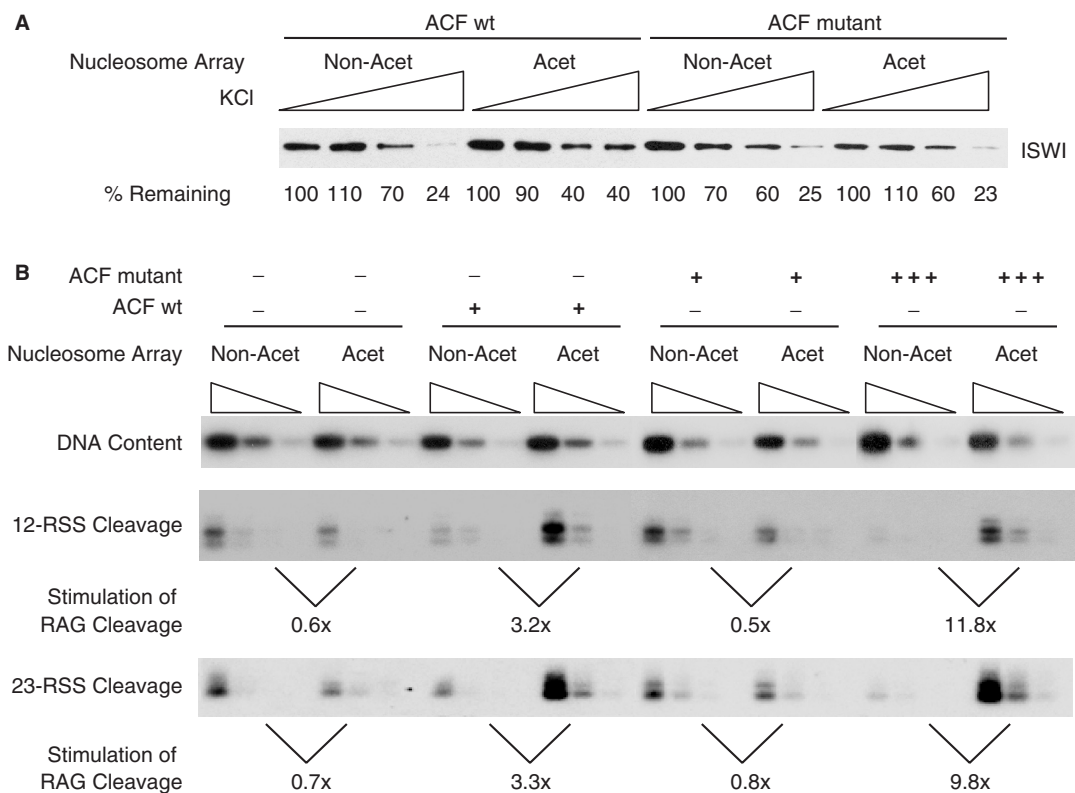 A
ACF wt ACF mutant
Nucleosome Array Non-Acet Acet Non-Acet Acet
KCl
ISWI
% Remaining 100 110 70 24 100 90 40 40 100 70 60 25 100 110 60 23
B
ACF mutant – – – – + + +++ +++
ACF wt – – + + – – – –
Nucleosome Array Non-Acet Acet Non-Acet Acet Non-Acet Acet Non-Acet Acet
DNA Content
12-RSS Cleavage
Stimulation of
RAG Cleavage 0.6x 3.2x 0.5x 11.8x
23-RSS Cleavage
Stimulation of
RAG Cleavage 0.7x 3.3x 0.8x 9.8x